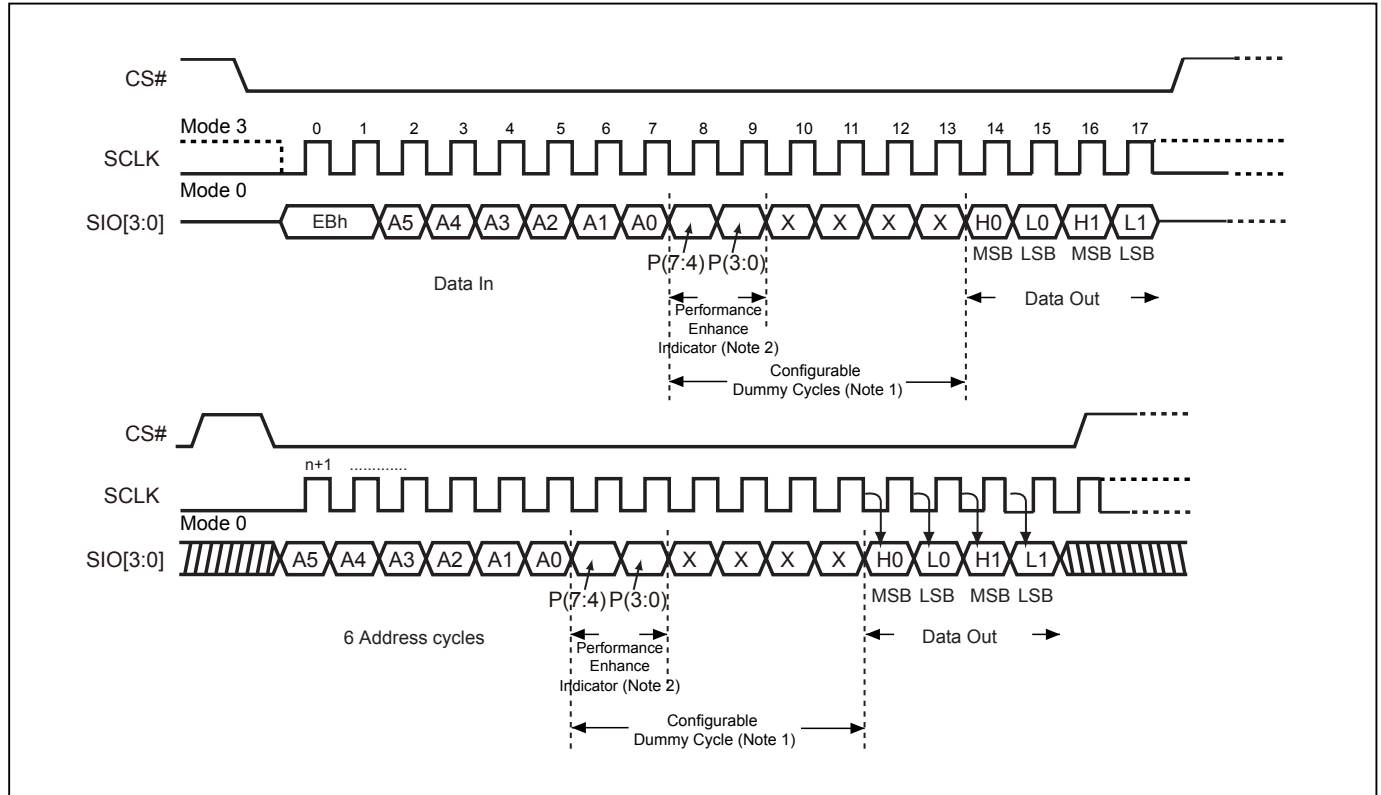 CS#
Mode 3
0 1 2 3 4 5 6 7 8 9 10 11 12 13 14 15 16 17
SCLK
Mode 0
SIO[3:0] EBh A5 A4 A3 A2 A1 A0 X X X X H0 L0 H1 L1
P(7:4) P(3:0) MSB LSB MSB LSB
Data In Data Out
Performance
Enhance
Indicator (Note 2)
Configurable
Dummy Cycles (Note 1)
CS#
n+1 .............
SCLK
Mode 0
SIO[3:0] A5 A4 A3 A2 A1 A0 X X X X H0 L0 H1 L1
P(7:4) P(3:0) MSB LSB MSB LSB
6 Address cycles Data Out
Performance
Enhance
Indicator (Note 2)
Configurable
Dummy Cycle (Note 1)